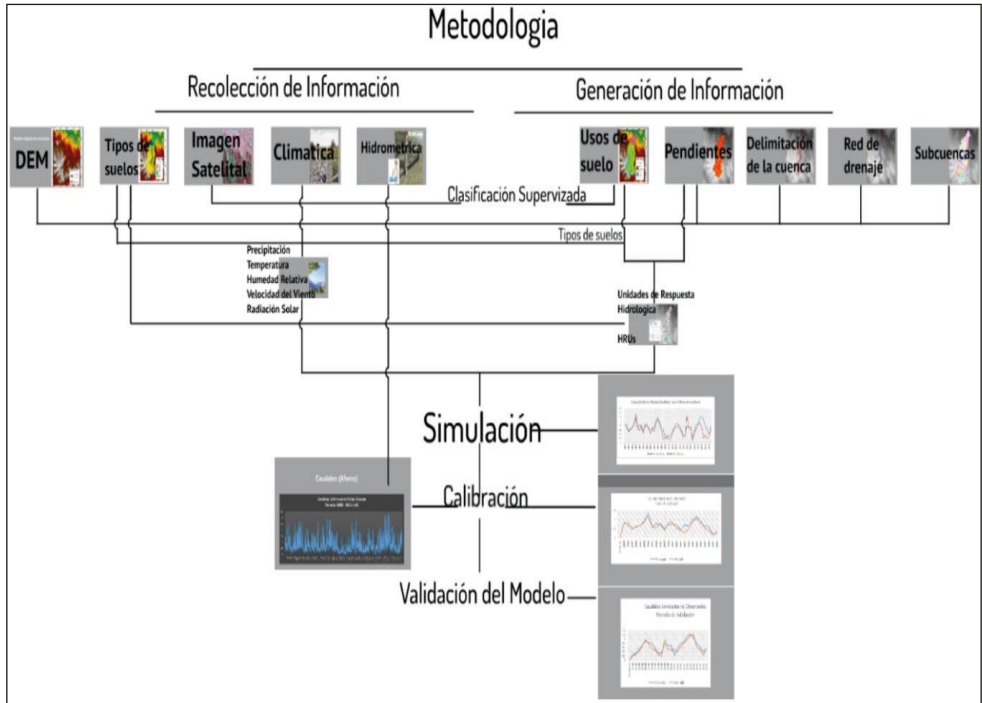 Metodologia
Recolección de Información
Generación de Información
DEM
Tipos de
suelos
Imagen
Satelital
Climatica
Hidrometrica
Usos de
suelo
Pendientes
Delimitación
de la cuenca
Red de
drenaje
Subcuencas
Clasificación Supervizada
Tipos de suelos
Precipitación
Temperatura
Humedad Relativa
Velocidad del Viento
Radiación Solar
Unidades de Respuesta
Hidrologica
HRUs
Simulación
Caudales (Aforos)
Calibración
Validación del Modelo